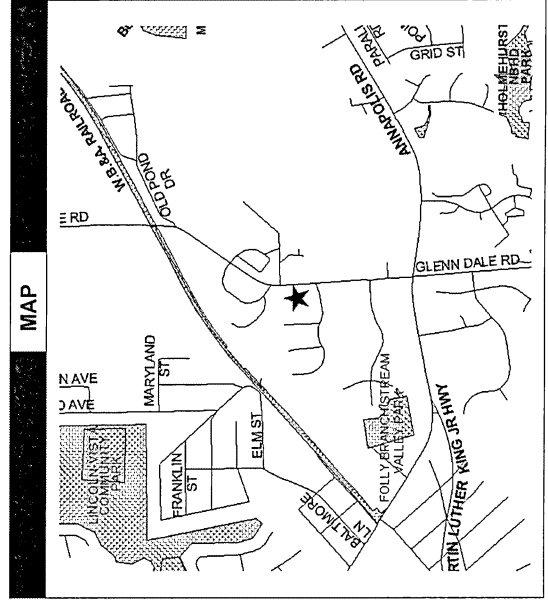 MAP
W.B.&A. RAILROAD
OLD POND
DR
E RD
ANNAPOLIS RD
GRID ST
HOLMEHURST
NBHD
PARK
GLENN DALE RD
MARYLAND
ST
N AVE
D AVE
LINCOLN VISTA
COMMUNITY
PARK
FRANKLIN
ST
ELM ST
BALTIMORE
LN
FOLLY BRANCH STREAM
VALLEY PARK
RTIN LUTHER KING JR HWY